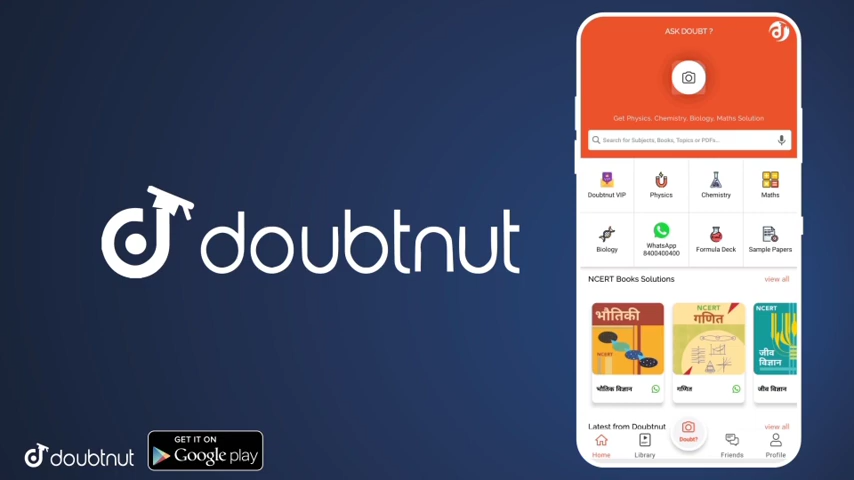 doubtnut
doubtnut
GET IT ON
Google play
ASK DOUBT ?
Get Physics, Chemistry, Biology, Maths Solution
Search for Subjects, Books, Topics or PDFs...
Doubtnut VIP
Physics
Chemistry
Maths
Biology
WhatsApp
8400400400
Formula Deck
Sample Papers
NCERT Books Solutions
view all
भौतिकी
NCERT
भौतिक विज्ञान
NCERT
गणित
गणित
NCERT
जीव
विज्ञान
जीव विज्ञान
Latest from Doubtnut
view all
Home
Library
Doubt?
Friends
Profile